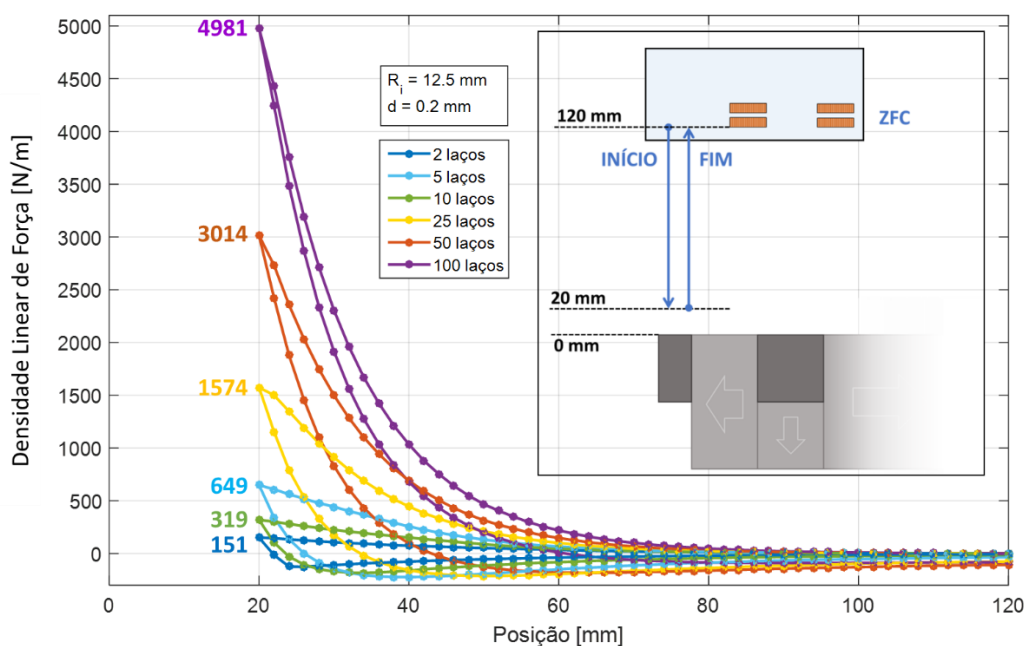 Densidade Linear de Força [N/m]
5000
4500
4000
3500
3000
2500
2000
1500
1000
500
0
4981
3014
1574
649
319
151
R_i = 12.5 mm
d = 0.2 mm
2 laços
5 laços
10 laços
25 laços
50 laços
100 laços
120 mm
ZFC
INÍCIO
FIM
20 mm
0 mm
0
20
40
60
80
100
120
Posição [mm]